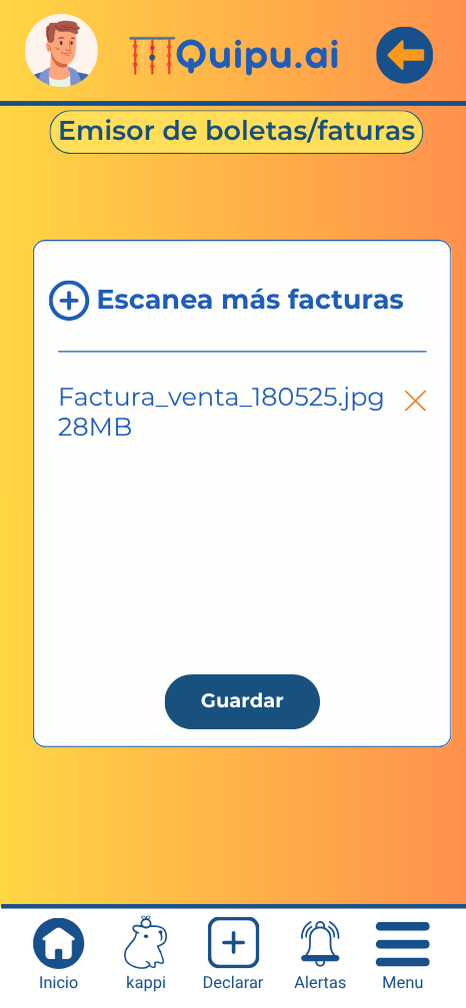 Quipu.ai
Emisor de boletas/faturas
Escanea más facturas
Factura_venta_180525.jpg
28MB
Guardar
Inicio
kappi
Declarar
Alertas
Menu